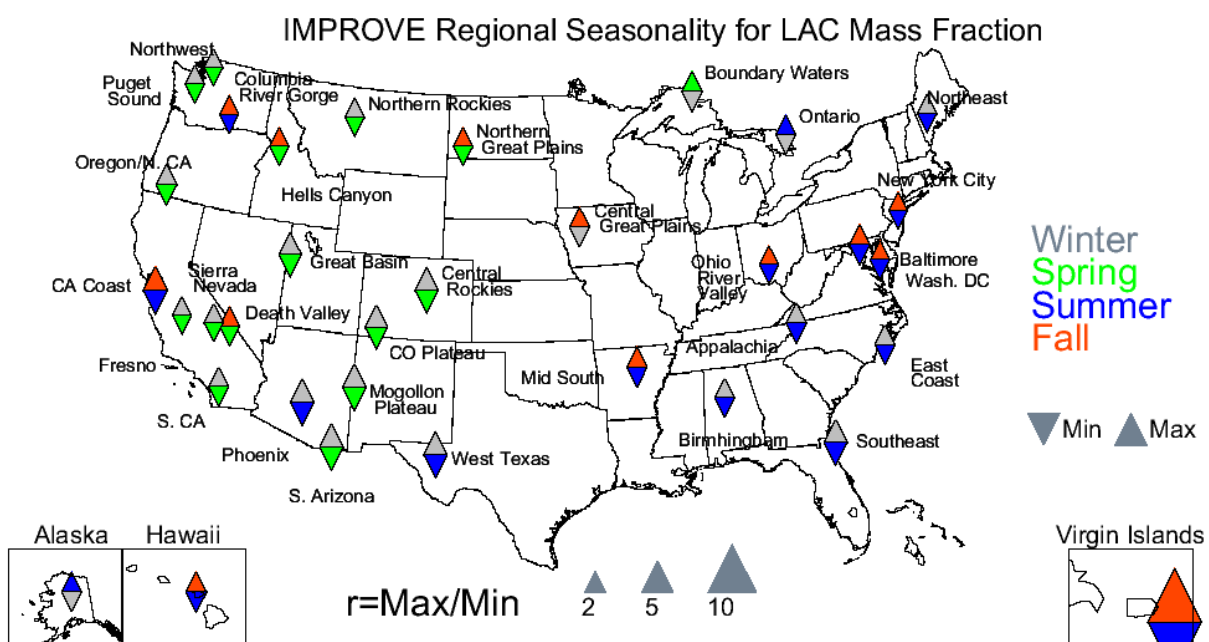 IMPROVE Regional Seasonality for LAC Mass Fraction
Northwest
Puget
Sound
Columbia
River Gorge
Northern Rockies
Northern
Great Plains
Boundary Waters
Ontario
Northeast
Oregon/N. CA
Hells Canyon
New York City
Central
Great Plains
Great Basin
Ohio
River
Valley
Baltimore
Wash. DC
CA Coast
Sierra
Nevada
Central
Rockies
Death Valley
CO Plateau
Appalachia
East
Coast
Fresno
Mid South
Mogollon
Plateau
S. CA
Birmhingham
Southeast
Phoenix
West Texas
S. Arizona
Winter
Spring
Summer
Fall
Min
Max
Alaska
Hawaii
Virgin Islands
r=Max/Min
2
5
10